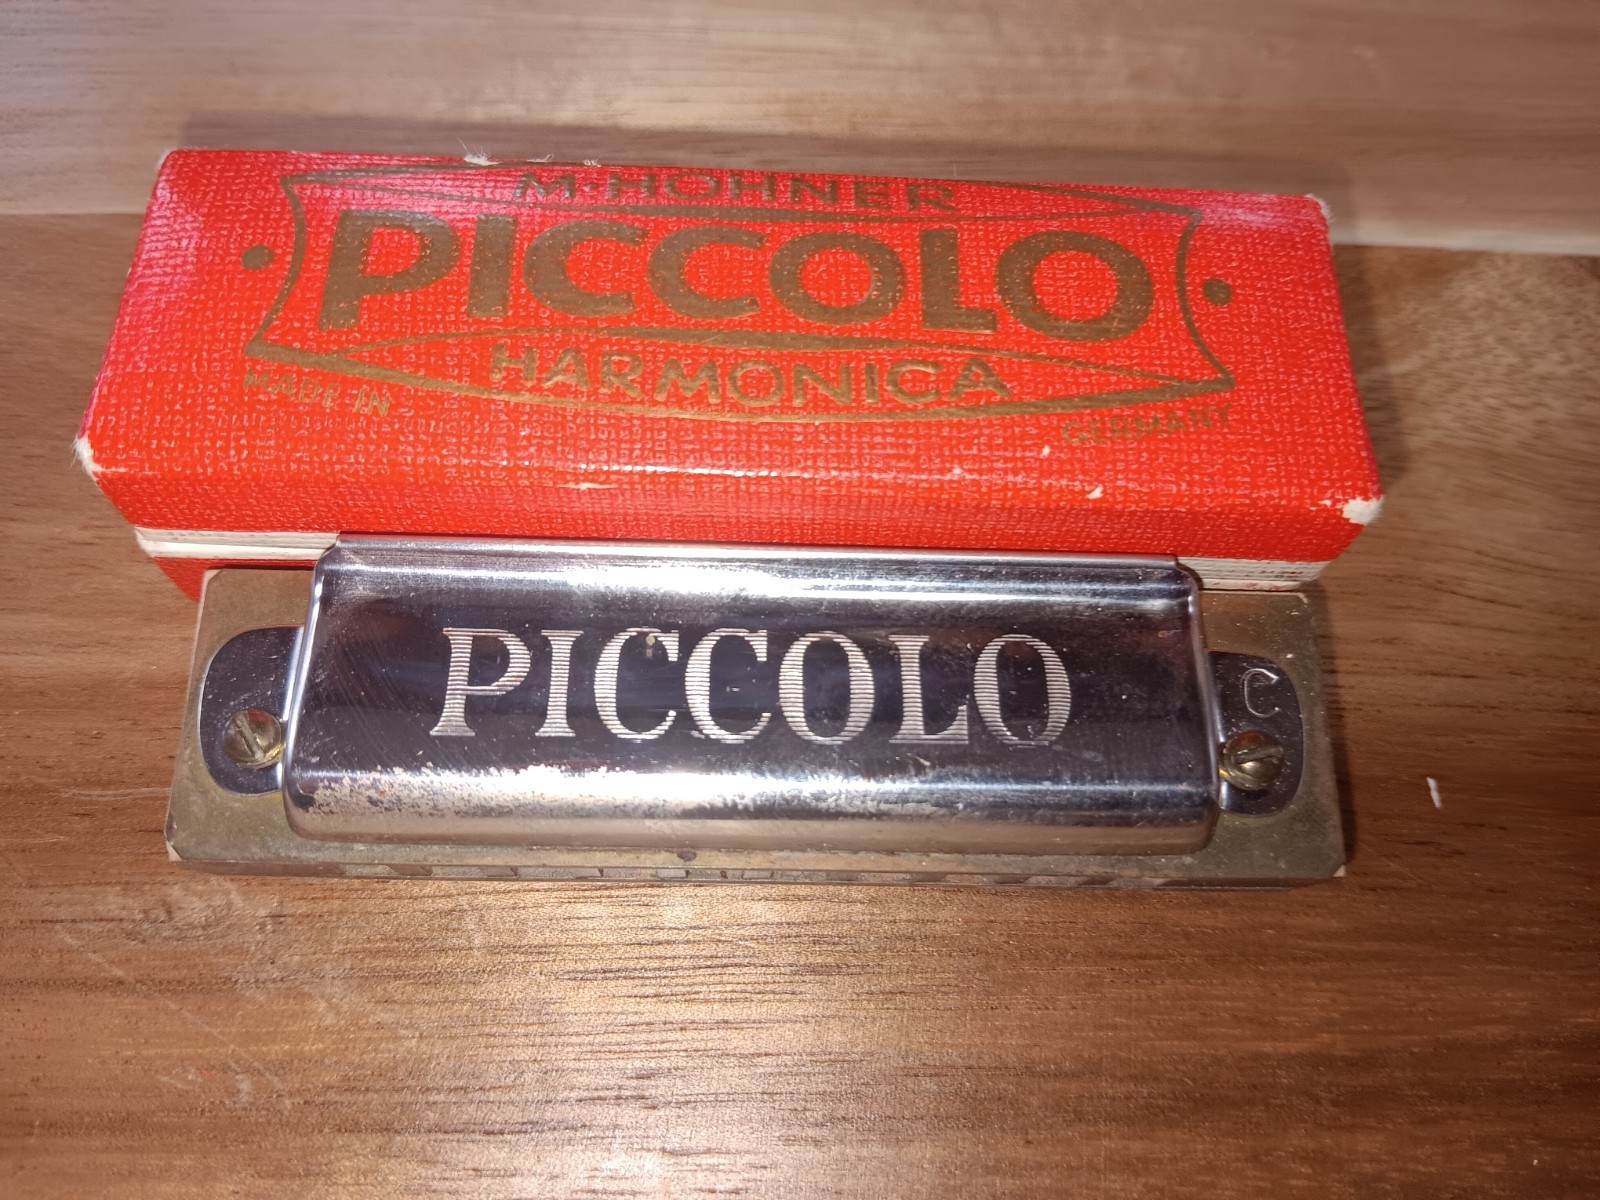 M·HOHNER
PICCOLO
HARMONICA
MADE IN GERMANY
PICCOLO
C